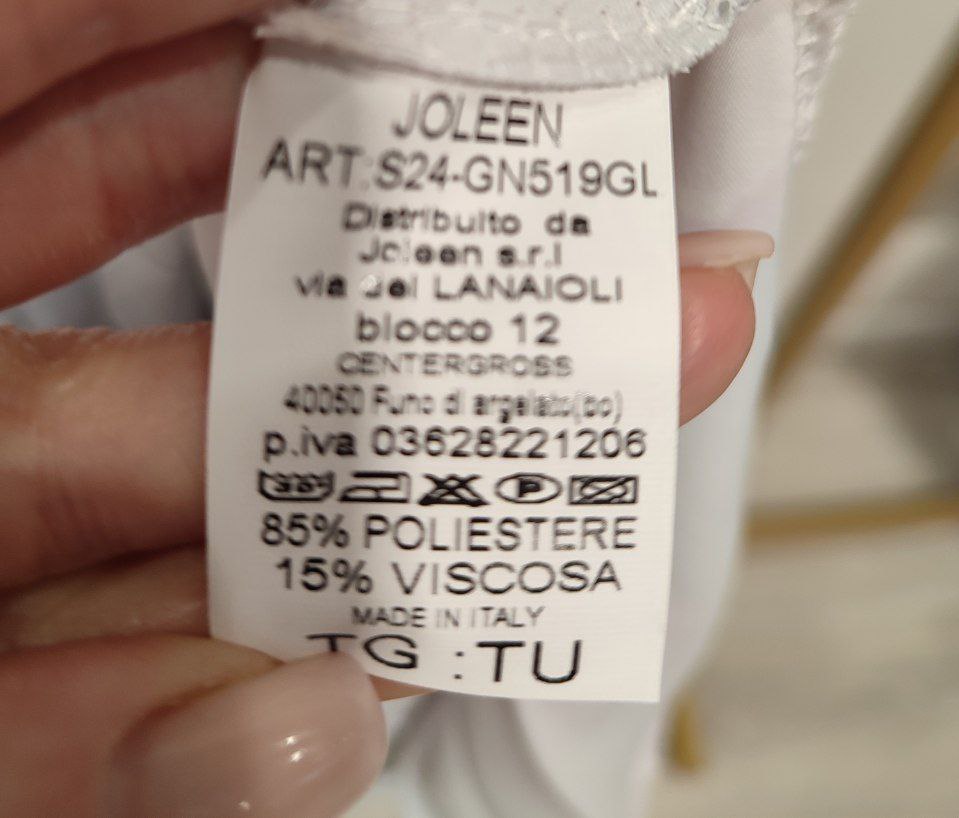 JOLEEN
ART:S24-GN519GL
Distribuito da
Joleen s.r.l
via dei LANAIOLI
blocco 12
CENTERGROSS
40050 Funo di argelato(bo)
p.iva 03628221206
P
85% POLIESTERE
15% VISCOSA
MADE IN ITALY
TG :TU